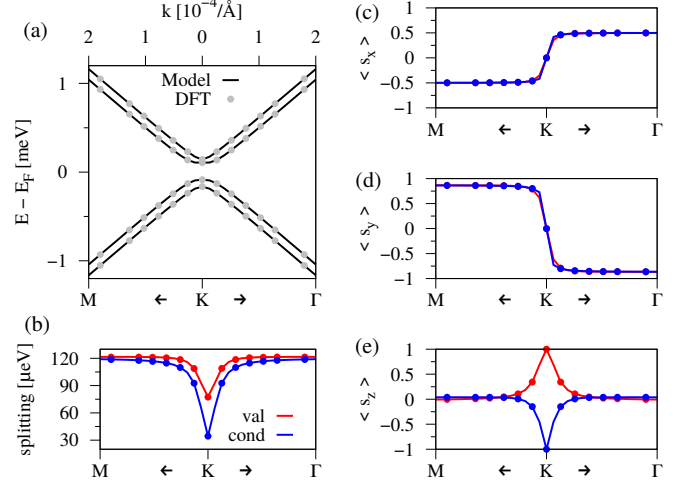 (a)
k [10⁻⁴/Å]
2 1 0 1 2
E − E_F [meV]
1
0
−1
Model
DFT
M ← K → Γ
(b)
splitting [µeV]
120
90
60
30
val
cond
M ← K → Γ
(c)
< s_x >
1
0.5
0
−0.5
−1
M ← K → Γ
(d)
< s_y >
1
0.5
0
−0.5
−1
M ← K → Γ
(e)
< s_z >
1
0.5
0
−0.5
−1
M ← K → Γ